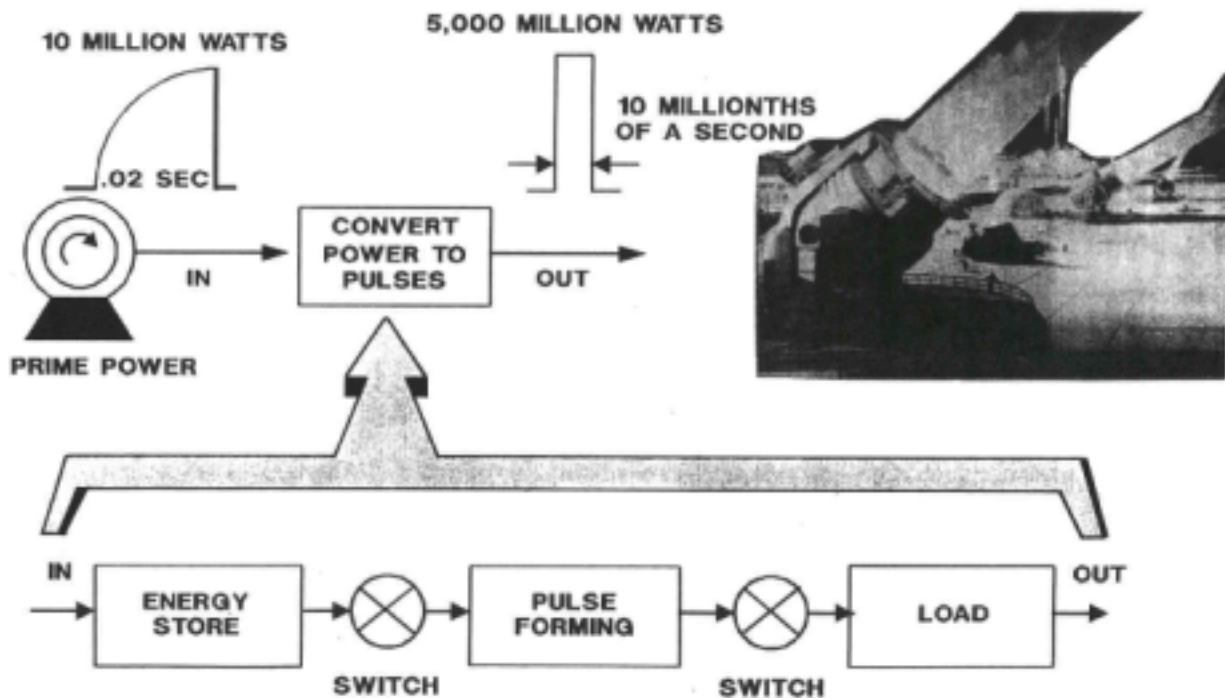 10 MILLION WATTS
5,000 MILLION WATTS
10 MILLIONTHS
OF A SECOND
.02 SEC
CONVERT
POWER TO
PULSES
IN
OUT
PRIME POWER
IN
OUT
ENERGY
STORE
PULSE
FORMING
LOAD
SWITCH
SWITCH